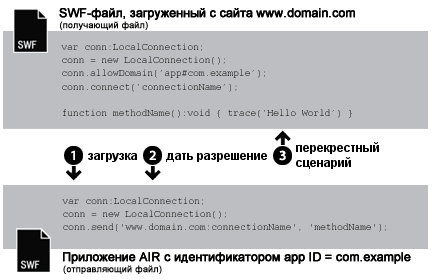 SWF-файл, загруженный с сайта www.domain.com
(получающий файл)
SWF
var conn:LocalConnection;
conn = new LocalConnection();
conn.allowDomain('app#com.example');
conn.connect('connectionName');
function methodName():void { trace('Hello World') }
1 загрузка 2 дать разрешение 3 перекрестный сценарий
var conn:LocalConnection;
conn = new LocalConnection();
conn.send('www.domain.com:connectionName', 'methodName');
SWF
Приложение AIR с идентификатором app ID = com.example
(отправляющий файл)